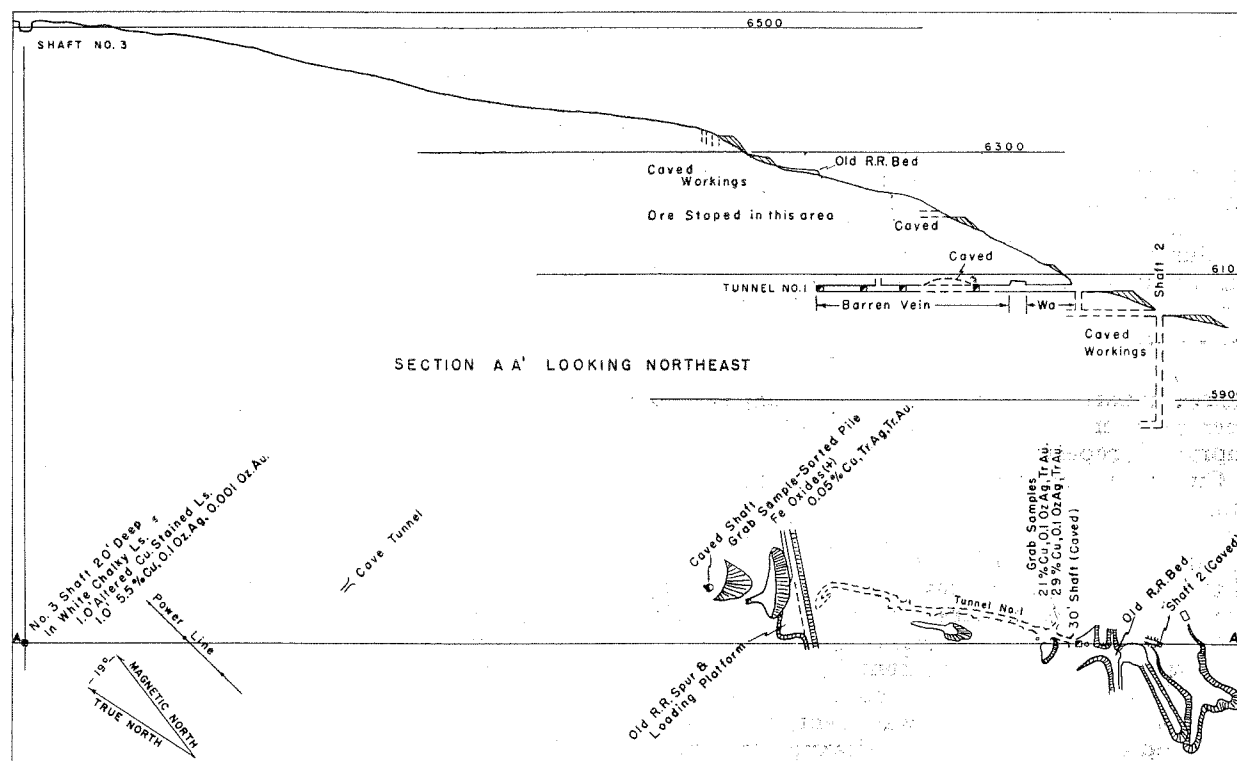 6500
SHAFT NO. 3
6300
Old R.R. Bed
Caved
Workings
Ore Stoped in this area
Caved
Caved
Shaft 2
610
TUNNEL NO. 1
Barren Vein
Wa
Caved
Workings
SECTION AA' LOOKING NORTHEAST
5900
No. 3 Shaft 20' Deep
In White Chalky Ls.
1.0' Altered Cu. Stained Ls.
1.0' 5.5% Cu, 0.1 Oz. Ag, 0.001 Oz. Au.
Power Line
Cave Tunnel
Caved Shaft
Grab Sample-Sorted Pile
Fe Oxides (+)
0.05% Cu, Tr. Ag, Tr. Au.
Grab Samples
2.1% Cu, 0.1 Oz Ag, Tr Au.
2.9% Cu, 0.1 Oz Ag, Tr Au.
30' Shaft (Caved)
Old R.R. Bed
Shaft 2 (Caved)
Tunnel No. 1
A
A
19°
MAGNETIC NORTH
TRUE NORTH
Old R.R. Spur &
Loading Platform